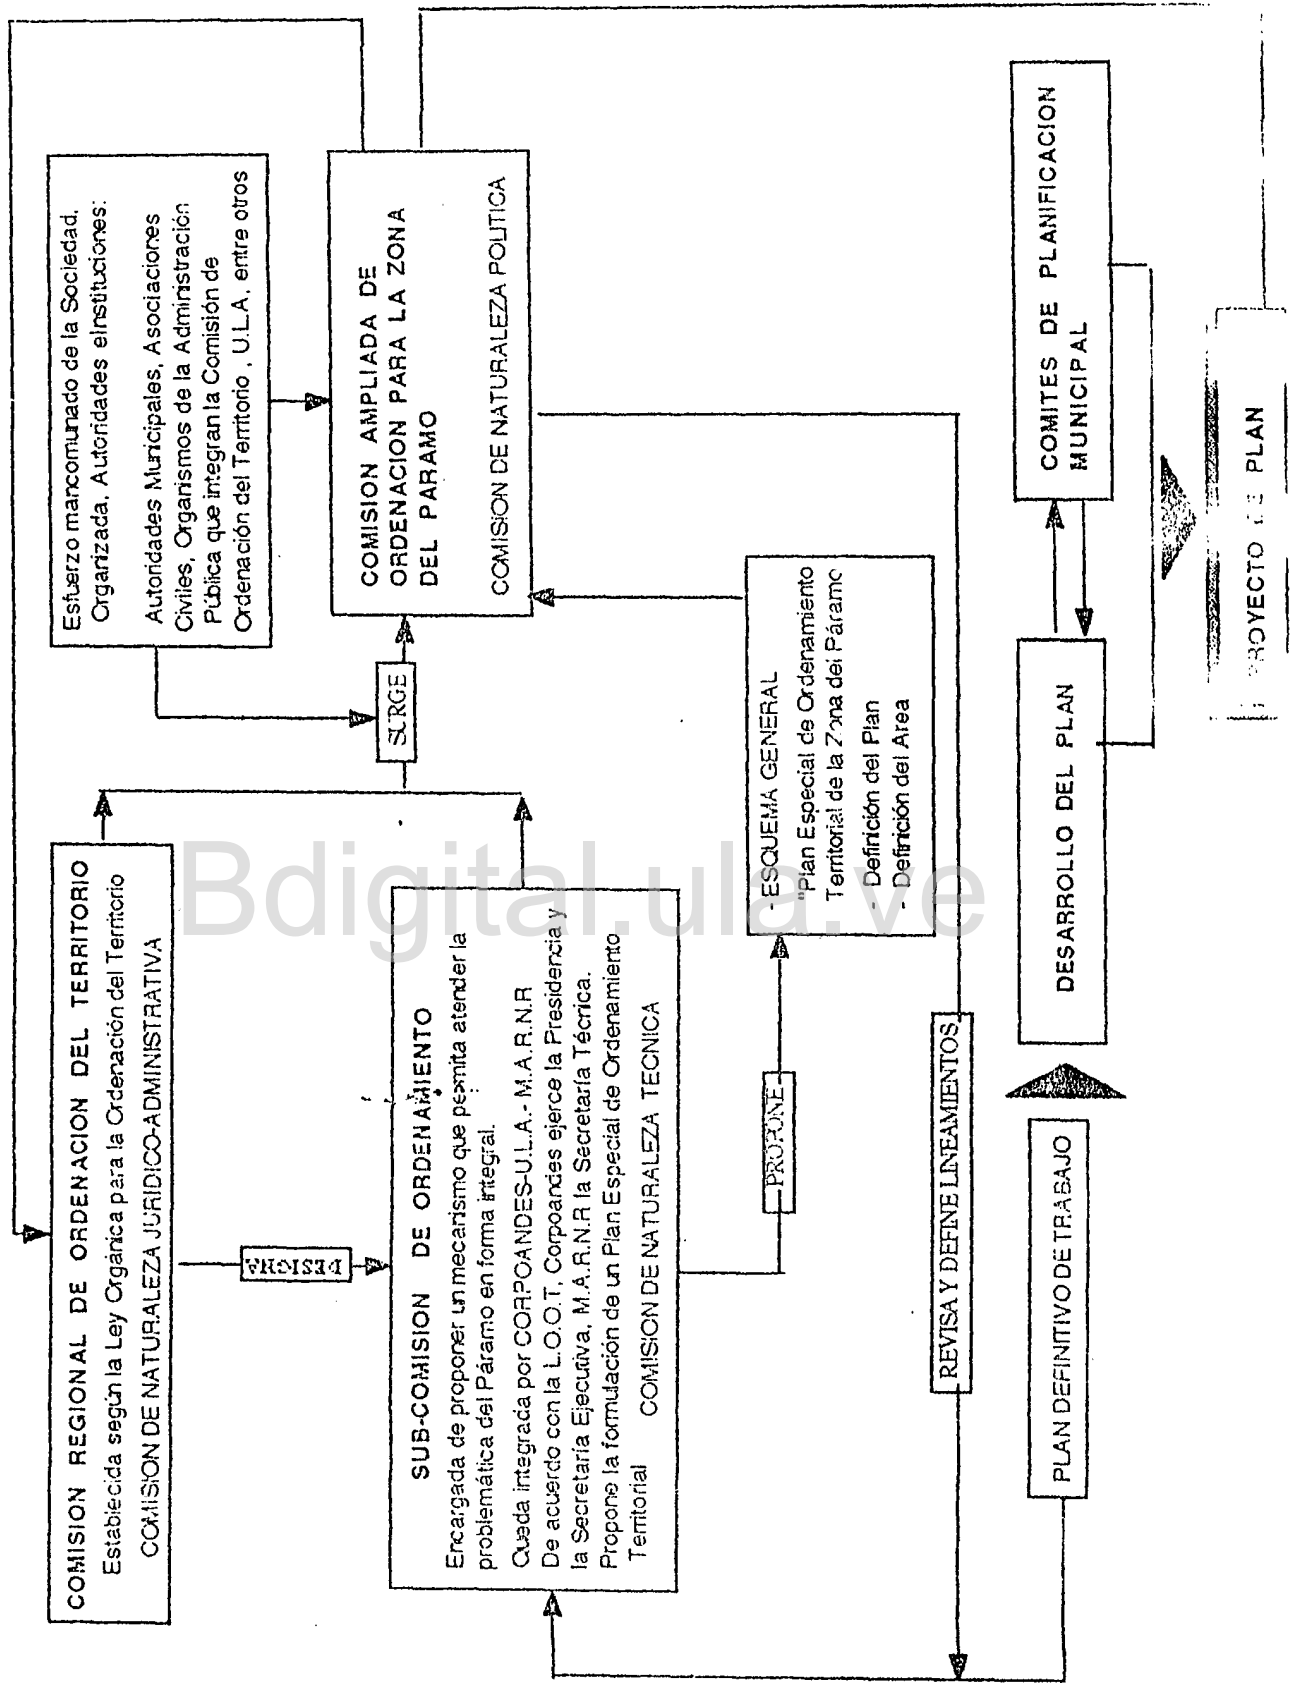 COMISION REGIONAL DE ORDENACION DEL TERRITORIO
Establecida según la Ley Orgánica para la Ordenación del Territorio
COMISION DE NATURALEZA JURIDICO-ADMINISTRATIVA
Esfuerzo mancomunado de la Sociedad,
Organizada, Autoridades eInstituciones:
Autoridades Municipales, Asociaciones
Civiles, Organismos de la Administración
Pública que integran la Comisión de
Ordenación del Territorio , U.L.A, entre otros
DESIGNA
SURGE
COMISION AMPLIADA DE
ORDENACION PARA LA ZONA
DEL PARAMO
COMISION DE NATURALEZA POLITICA
SUB-COMISION DE ORDENAMIENTO
Encargada de proponer un mecanismo que permita atender la
problemática del Páramo en forma integral.
Queda integrada por CORPOANDES-U.L.A.- M.A.R.N.R
De acuerdo con la L.O.O.T, Corpoandes ejerce la Presidencia y
la Secretaría Ejecutiva, M.A.R.N.R la Secretaría Técnica.
Propone la formulación de un Plan Especial de Ordenamiento
Territorial COMISION DE NATURALEZA TECNICA
PROPONE
- ESQUEMA GENERAL
"Plan Especial de Ordenamiento
Territorial de la Zona del Páramo
- Definición del Plan
- Definición del Area
REVISA Y DEFINE LINEAMIENTOS
PLAN DEFINITIVO DE TRABAJO
DESARROLLO DEL PLAN
COMITES DE PLANIFICACION
MUNICIPAL
PROYECTO DE PLAN
Bdigital.ula.ve